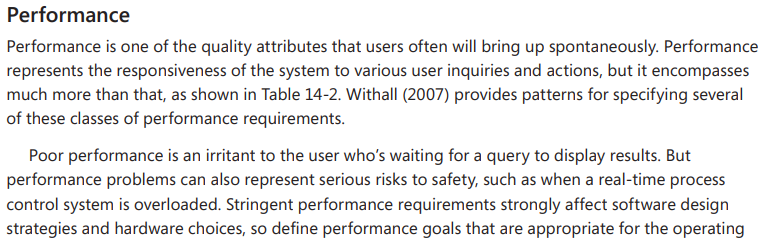 Performance
Performance is one of the quality attributes that users often will bring up spontaneously. Performance
represents the responsiveness of the system to various user inquiries and actions, but it encompasses
much more than that, as shown in Table 14-2. Withall (2007) provides patterns for specifying several
of these classes of performance requirements.
Poor performance is an irritant to the user who’s waiting for a query to display results. But
performance problems can also represent serious risks to safety, such as when a real-time process
control system is overloaded. Stringent performance requirements strongly affect software design
strategies and hardware choices, so define performance goals that are appropriate for the operating